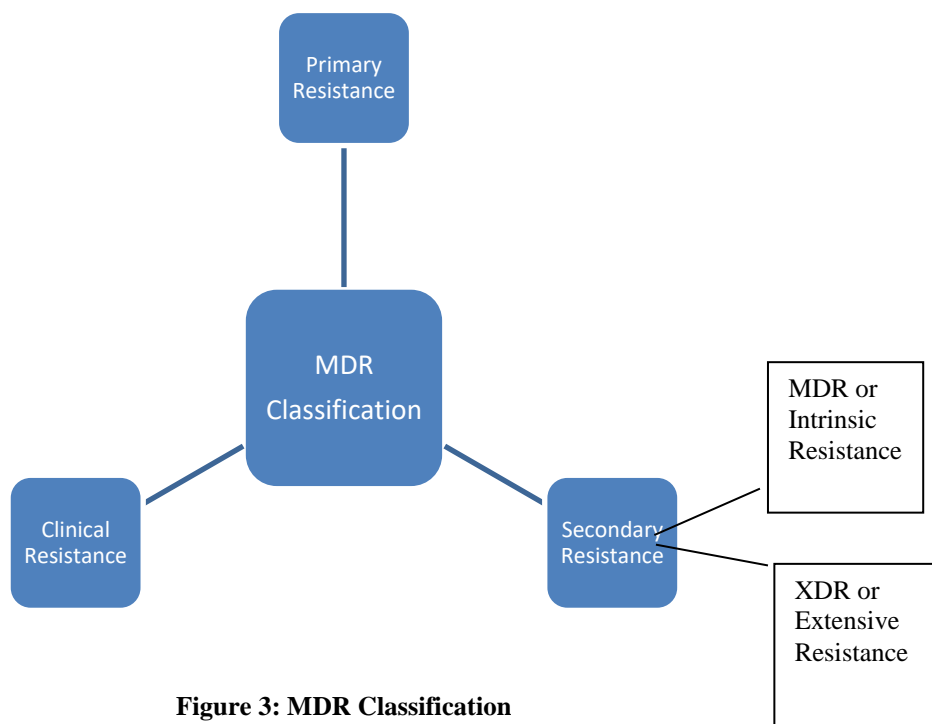 Primary
Resistance
MDR
Classification
MDR or
Intrinsic
Resistance
Clinical
Resistance
Secondary
Resistance
XDR or
Extensive
Resistance
Figure 3: MDR Classification